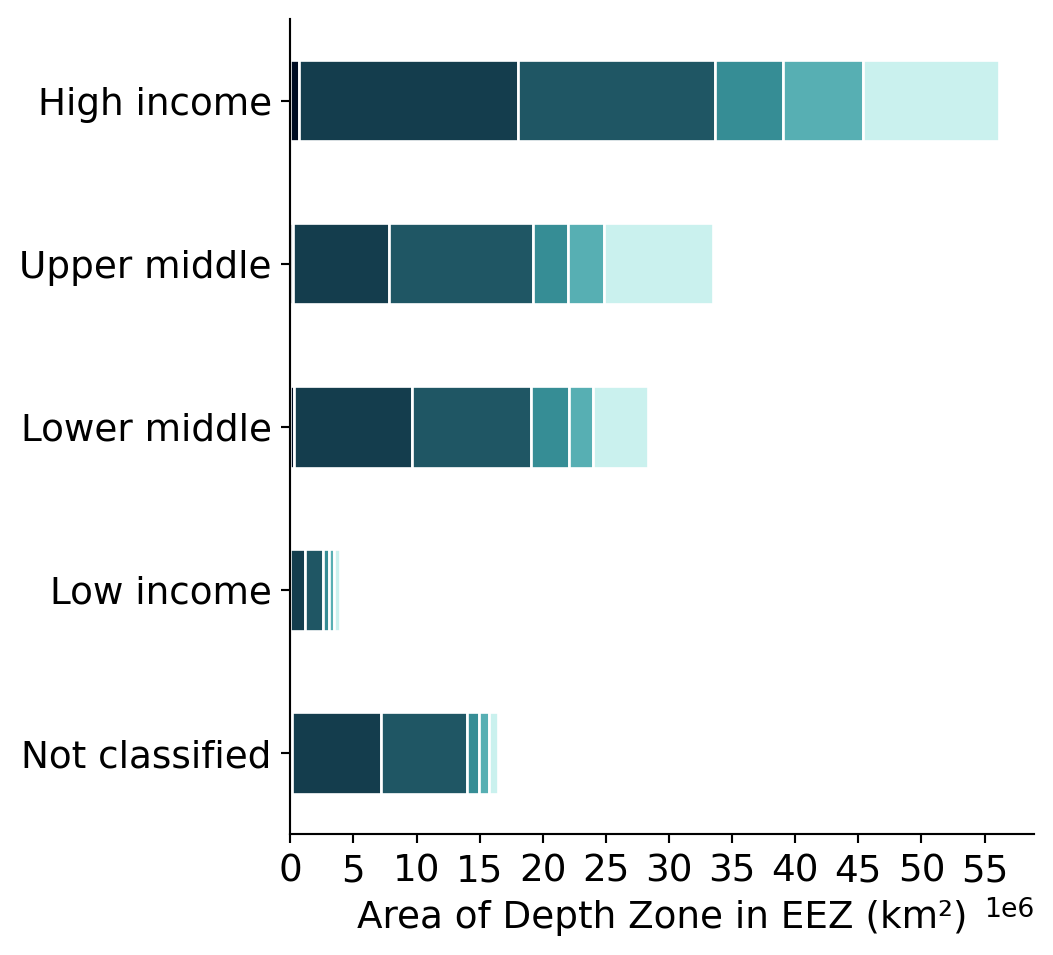 High income
Upper middle
Lower middle
Low income
Not classified
0 5 10 15 20 25 30 35 40 45 50 55
Area of Depth Zone in EEZ (km²) 1e6